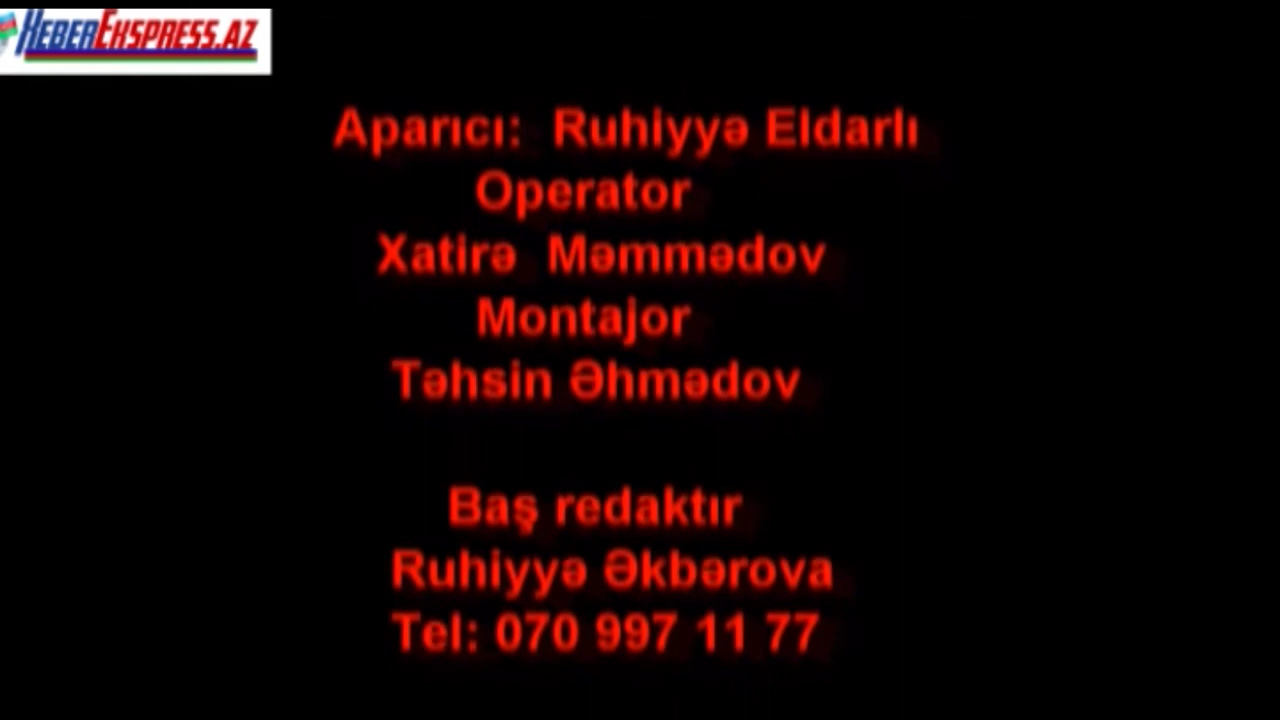 XEBEREKSPRESS.AZ
Aparıcı: Ruhiyyə Eldarlı
Operator
Xatirə Məmmədov
Montajor
Təhsin Əhmədov
Baş redaktır
Ruhiyyə Əkbərova
Tel: 070 997 11 77